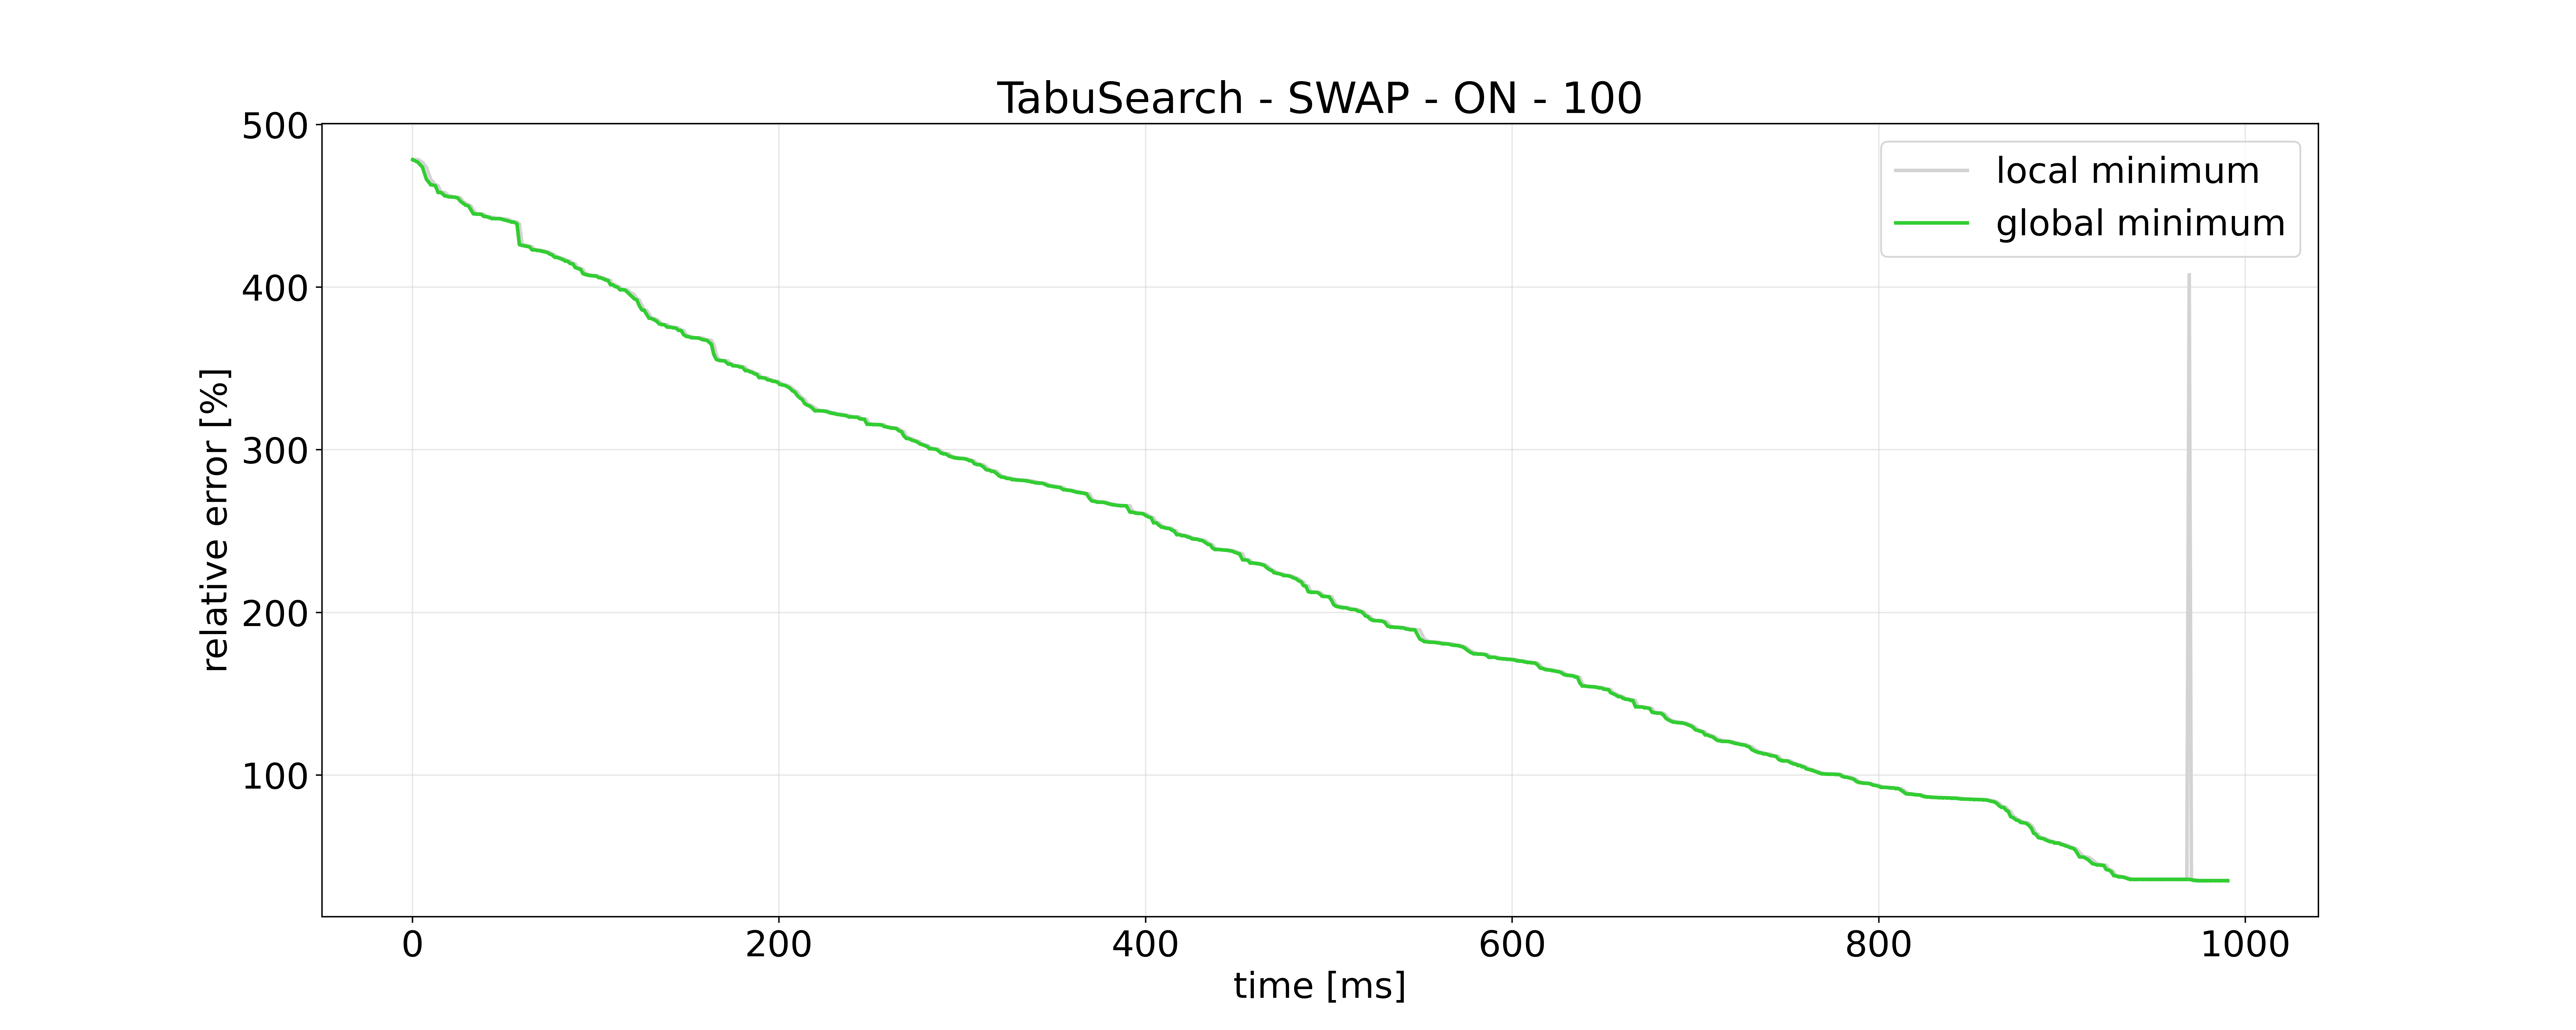 TabuSearch - SWAP - ON - 100
500
400
300
200
100
relative error [%]
local minimum
global minimum
0 200 400 600 800 1000
time [ms]